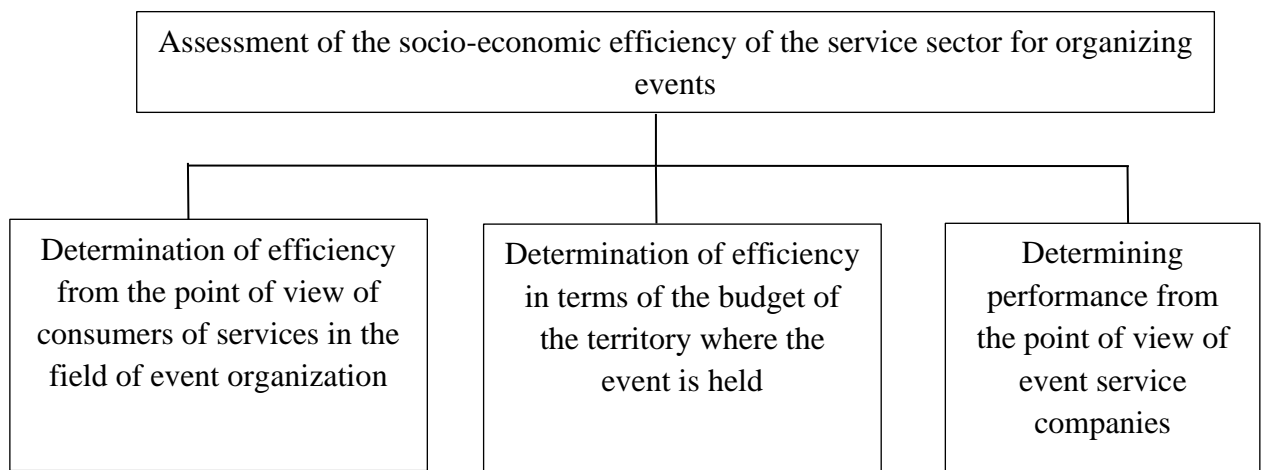 Assessment of the socio-economic efficiency of the service sector for organizing
events
Determination of efficiency
from the point of view of
consumers of services in the
field of event organization
Determination of efficiency
in terms of the budget of
the territory where the
event is held
Determining
performance from
the point of view of
event service
companies